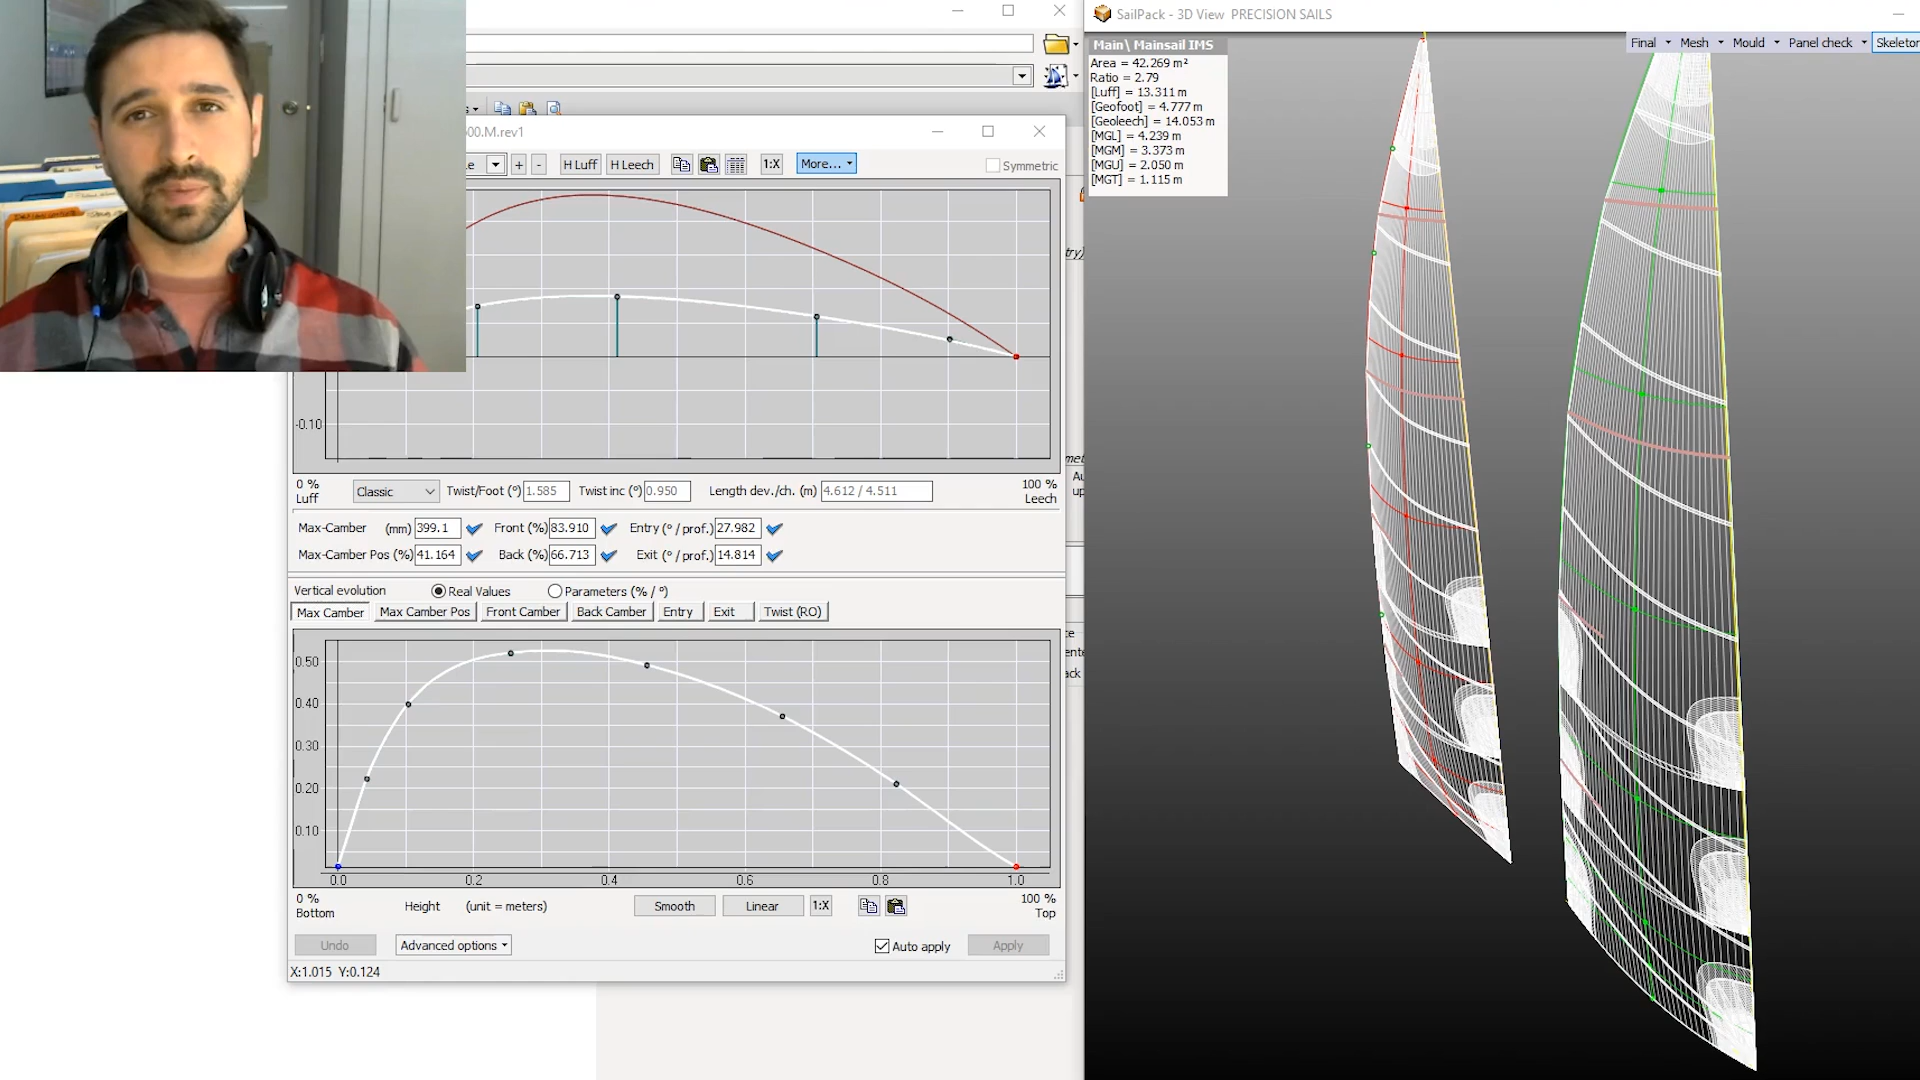 SailPack - 3D View PRECISION SAILS
Main\ Mainsail IMS
Area = 42.269 m²
Ratio = 2.79
[Luff] = 13.311 m
[Geofoot] = 4.777 m
[Geoleech] = 14.053 m
[MGL] = 4.239 m
[MGM] = 3.373 m
[MGU] = 2.050 m
[MGT] = 1.115 m
Final Mesh Mould Panel check Skeleton
00.M.rev1
+ - H Luff H Leech 1:X More... Symmetric
-0.10
0 % 100 %
Luff Leech
Classic Twist/Foot (º) 1.585 Twist inc (º) 0.950 Length dev./ch. (m) 4.612 / 4.511
Max-Camber (mm) 399.1 Front (%) 83.910 Entry (º / prof.) 27.982
Max-Camber Pos (%) 41.164 Back (%) 66.713 Exit (º / prof.) 14.814
Vertical evolution Real Values Parameters (% / º)
Max Camber Max Camber Pos Front Camber Back Camber Entry Exit Twist (RO)
0.50
0.40
0.30
0.20
0.10
0.0 0.2 0.4 0.6 0.8 1.0
0 % 100 %
Bottom Height (unit = meters) Smooth Linear 1:X Top
Undo Advanced options Auto apply Apply
X:1.015 Y:0.124